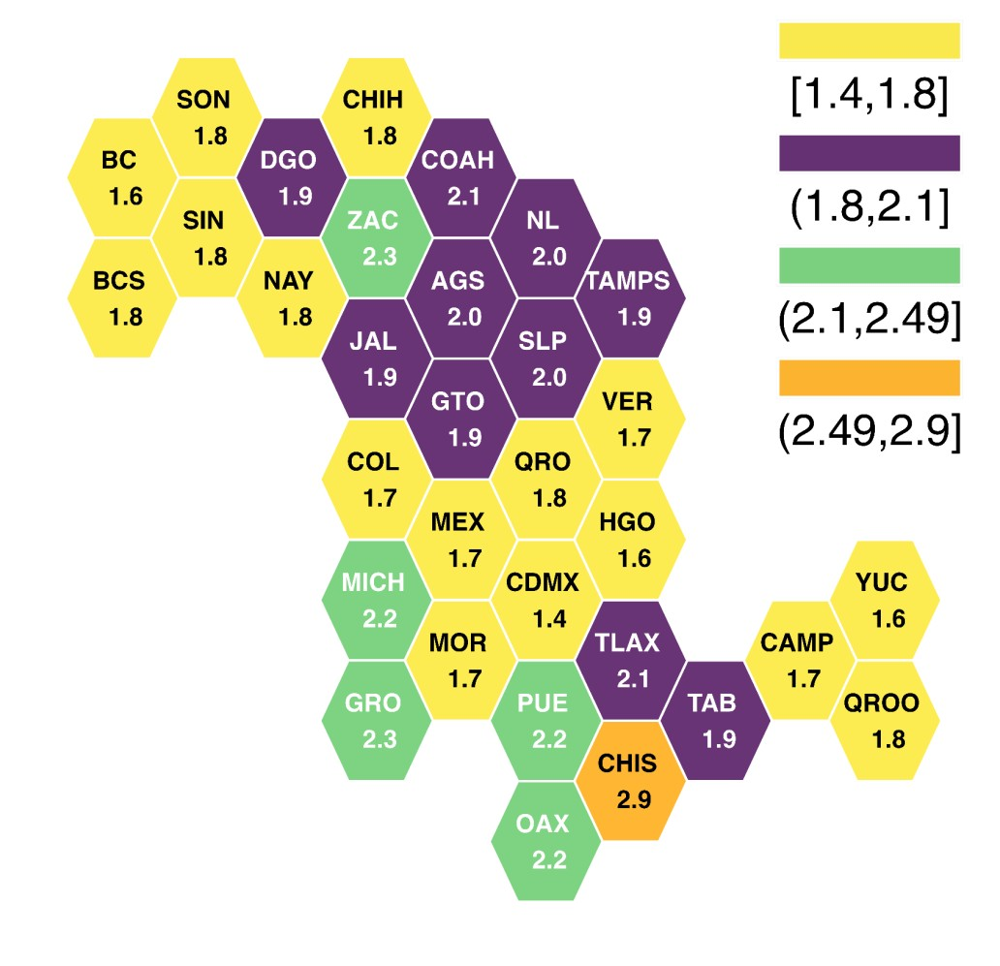 SON
1.8
CHIH
1.8
BC
1.6
DGO
1.9
COAH
2.1
SIN
1.8
ZAC
2.3
NL
2.0
BCS
1.8
NAY
1.8
AGS
2.0
TAMPS
1.9
JAL
1.9
SLP
2.0
GTO
1.9
VER
1.7
COL
1.7
QRO
1.8
MEX
1.7
HGO
1.6
MICH
2.2
CDMX
1.4
YUC
1.6
MOR
1.7
TLAX
2.1
CAMP
1.7
GRO
2.3
PUE
2.2
TAB
1.9
QROO
1.8
CHIS
2.9
OAX
2.2
[1.4,1.8]
(1.8,2.1]
(2.1,2.49]
(2.49,2.9]